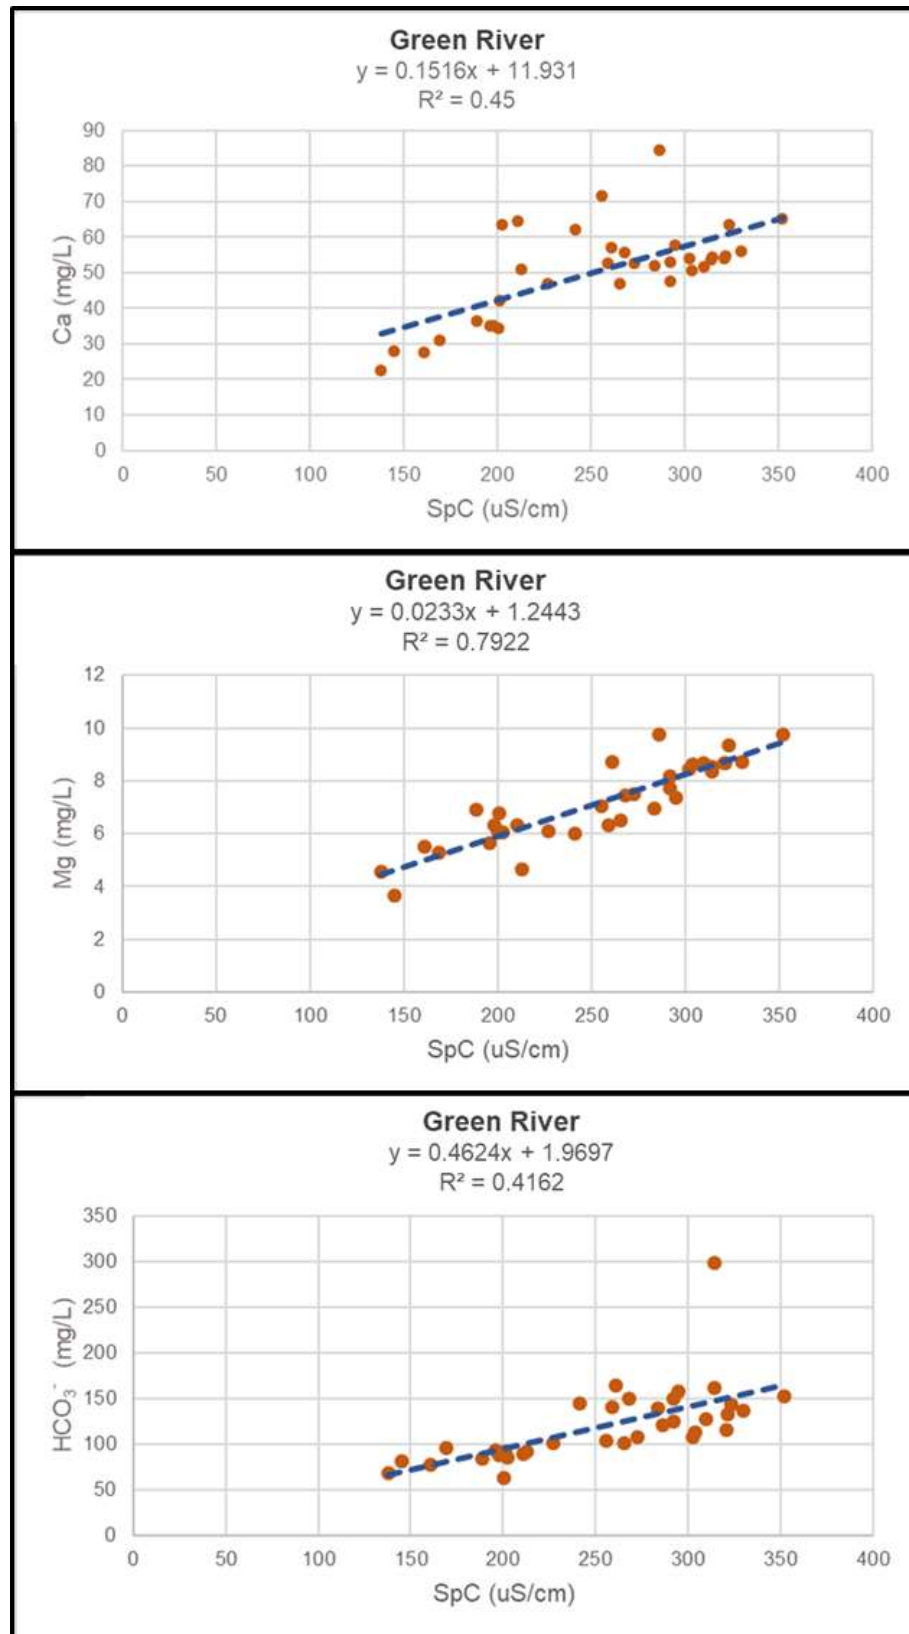 Green River
y = 0.1516x + 11.931
R² = 0.45
90
80
70
60
50
40
30
20
10
0
Ca (mg/L)
0 50 100 150 200 250 300 350 400
SpC (uS/cm)
Green River
y = 0.0233x + 1.2443
R² = 0.7922
12
10
8
6
4
2
0
Mg (mg/L)
0 50 100 150 200 250 300 350 400
SpC (uS/cm)
Green River
y = 0.4624x + 1.9697
R² = 0.4162
350
300
250
200
150
100
50
0
HCO₃⁻ (mg/L)
0 50 100 150 200 250 300 350 400
SpC (uS/cm)